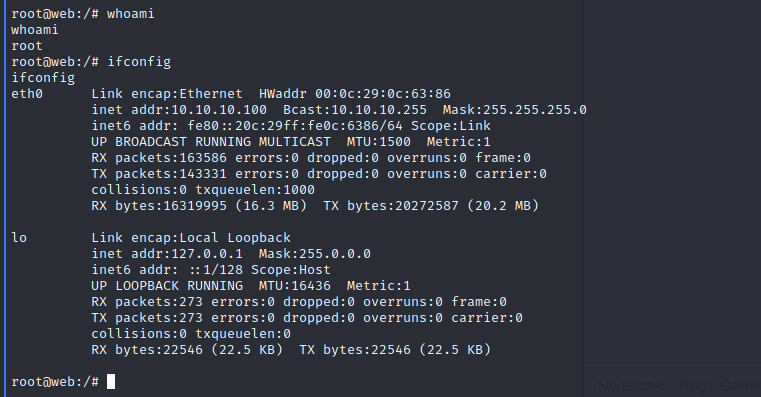 root@web:/# whoami
whoami
root
root@web:/# ifconfig
ifconfig
eth0      Link encap:Ethernet  HWaddr 00:0c:29:0c:63:86
          inet addr:10.10.10.100  Bcast:10.10.10.255  Mask:255.255.255.0
          inet6 addr: fe80::20c:29ff:fe0c:6386/64 Scope:Link
          UP BROADCAST RUNNING MULTICAST  MTU:1500  Metric:1
          RX packets:163586 errors:0 dropped:0 overruns:0 frame:0
          TX packets:143331 errors:0 dropped:0 overruns:0 carrier:0
          collisions:0 txqueuelen:1000
          RX bytes:16319995 (16.3 MB)  TX bytes:20272587 (20.2 MB)

lo        Link encap:Local Loopback
          inet addr:127.0.0.1  Mask:255.0.0.0
          inet6 addr: ::1/128 Scope:Host
          UP LOOPBACK RUNNING  MTU:16436  Metric:1
          RX packets:273 errors:0 dropped:0 overruns:0 frame:0
          TX packets:273 errors:0 dropped:0 overruns:0 carrier:0
          collisions:0 txqueuelen:0
          RX bytes:22546 (22.5 KB)  TX bytes:22546 (22.5 KB)

root@web:/#
No Footer Page